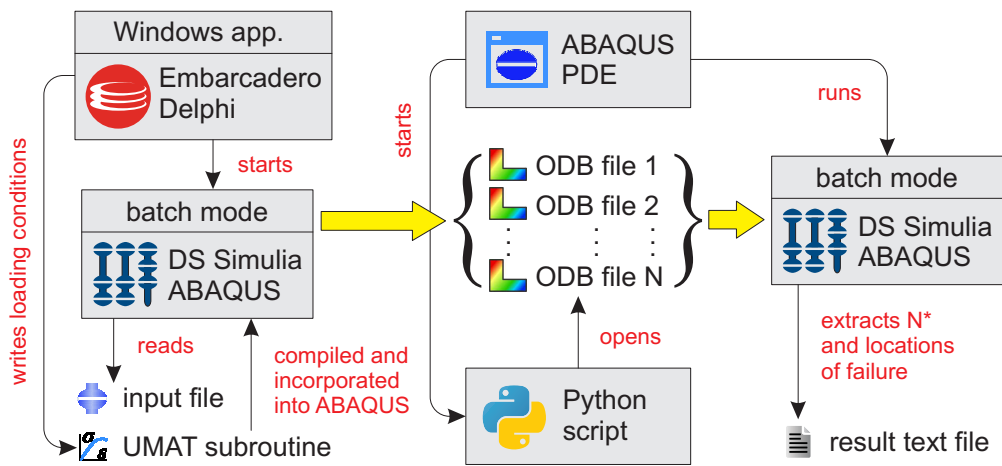 Windows app.
Embarcadero
Delphi
starts
writes loading conditions
batch mode
DS Simulia
ABAQUS
reads
compiled and
incorporated
into ABAQUS
input file
σ
ε
UMAT subroutine
ABAQUS
PDE
starts
runs
ODB file 1
ODB file 2
ODB file N
opens
Python
script
batch mode
DS Simulia
ABAQUS
extracts N*
and locations
of failure
result text file